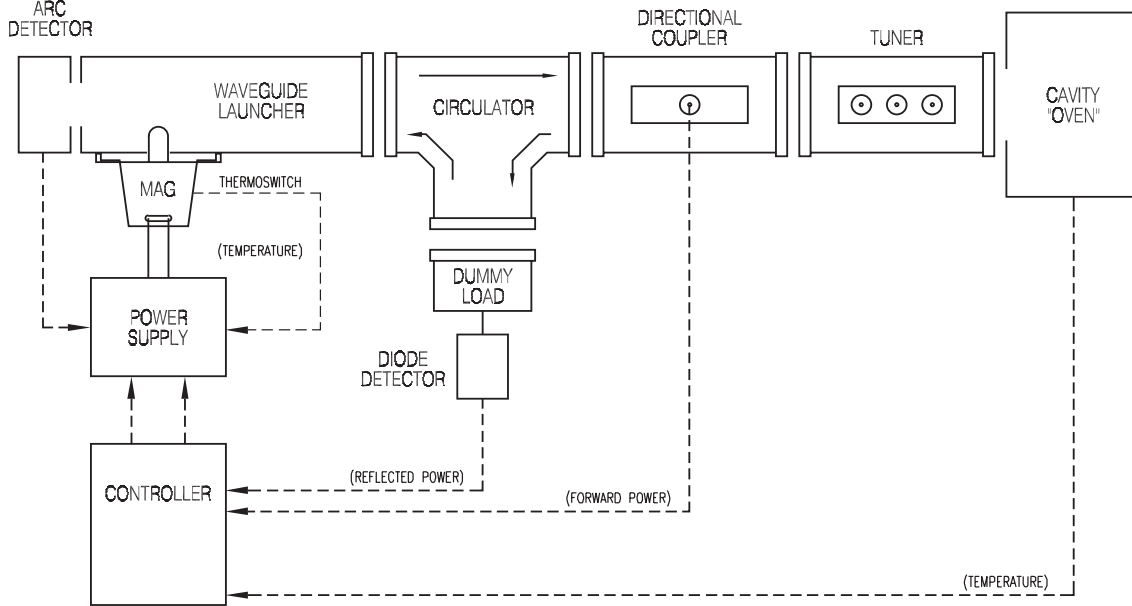 ARC
DETECTOR
WAVEGUIDE
LAUNCHER
CIRCULATOR
DIRECTIONAL
COUPLER
TUNER
CAVITY
"OVEN"
MAG
THERMOSWITCH
(TEMPERATURE)
POWER
SUPPLY
DUMMY
LOAD
DIODE
DETECTOR
CONTROLLER
(REFLECTED POWER)
(FORWARD POWER)
(TEMPERATURE)